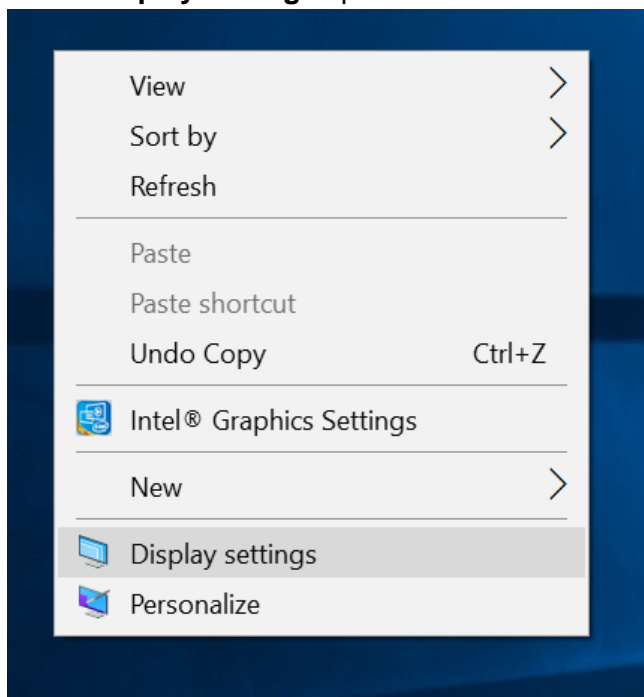 View
Sort by
Refresh
Paste
Paste shortcut
Undo Copy Ctrl+Z
Intel® Graphics Settings
New
Display settings
Personalize